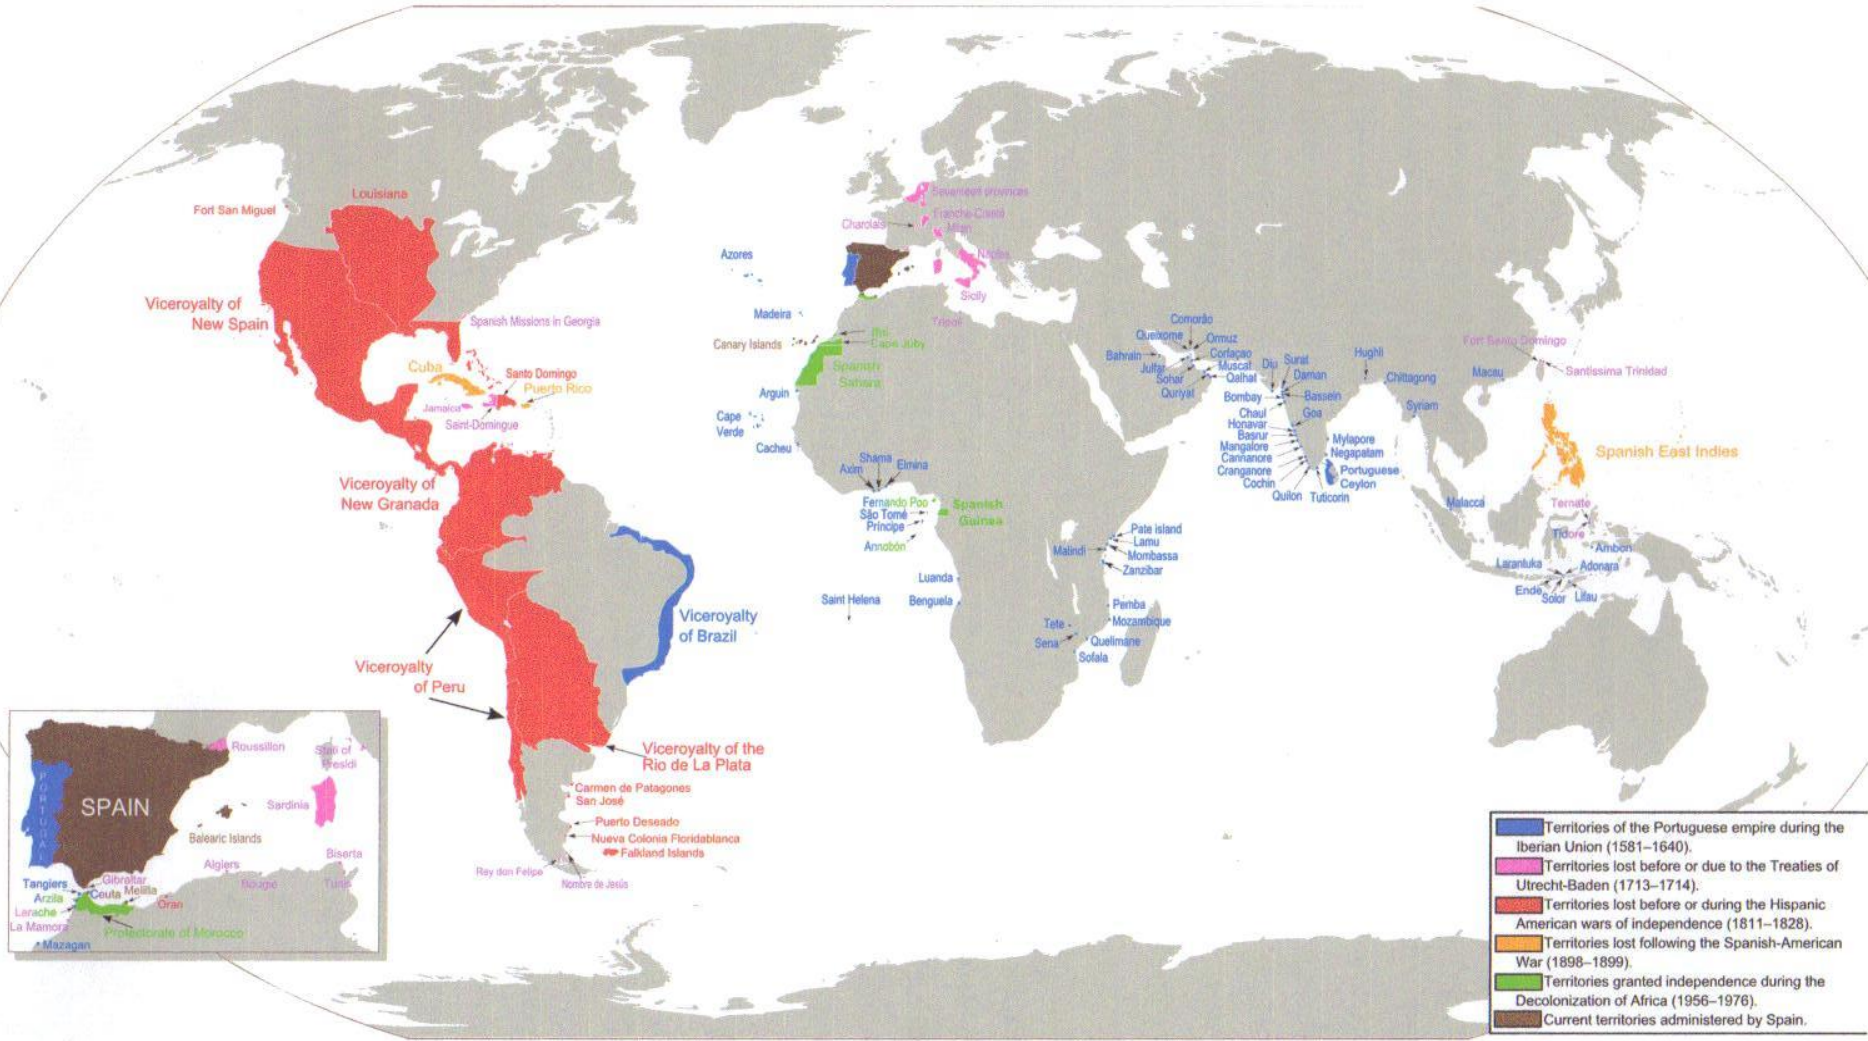 Louisiana
Fort San Miguel
Viceroyalty of
New Spain
Spanish Missions in Georgia
Cuba
Santo Domingo
Puerto Rico
Jamaica
Saint-Domingue
Viceroyalty of
New Granada
Viceroyalty
of Brazil
Viceroyalty
of Peru
Viceroyalty of the
Rio de La Plata
Carmen de Patagones
San José
Puerto Deseado
Nueva Colonia Floridablanca
Falkland Islands
Rey don Felipe
Nombre de Jesús
Seventeen provinces
Franche-Comté
Charolais
Milan
Naples
Sicily
Tripoli
Azores
Madeira
Canary Islands
Ifni
Cape Juby
Spanish
Sahara
Arguin
Cape
Verde
Cacheu
Shama
Axim
Elmina
Fernando Poo
São Tomé
Príncipe
Annobón
Spanish
Guinea
Luanda
Benguela
Saint Helena
Pate island
Lamu
Malindi
Mombassa
Zanzibar
Pemba
Mozambique
Tete
Sena
Quelimane
Sofala
Comorão
Queixome
Ormuz
Bahrain
Corfaçao
Julfar
Muscat
Sohar
Qalhat
Quriyat
Diu
Surat
Daman
Bombay
Bassein
Chaul
Goa
Honavar
Basrur
Mangalore
Cannanore
Cranganore
Cochin
Quilon
Tuticorin
Mylapore
Negapatam
Portuguese
Ceylon
Hughli
Chittagong
Syriam
Macau
Fort Santo Domingo
Santissima Trinidad
Spanish East Indies
Malacca
Ternate
Tidore
Ambon
Larantuka
Adonara
Ende
Solor
Lifau
PORTUGAL
SPAIN
Roussillon
Stati of
Presidi
Sardinia
Balearic Islands
Algiers
Bougie
Biserta
Tunis
Tangiers
Gibraltar
Ceuta
Melilla
Arzila
Larache
Oran
La Mamora
Protectorate of Morocco
Mazagan
Territories of the Portuguese empire during the
Iberian Union (1581–1640).
Territories lost before or due to the Treaties of
Utrecht-Baden (1713–1714).
Territories lost before or during the Hispanic
American wars of independence (1811–1828).
Territories lost following the Spanish-American
War (1898–1899).
Territories granted independence during the
Decolonization of Africa (1956–1976).
Current territories administered by Spain.